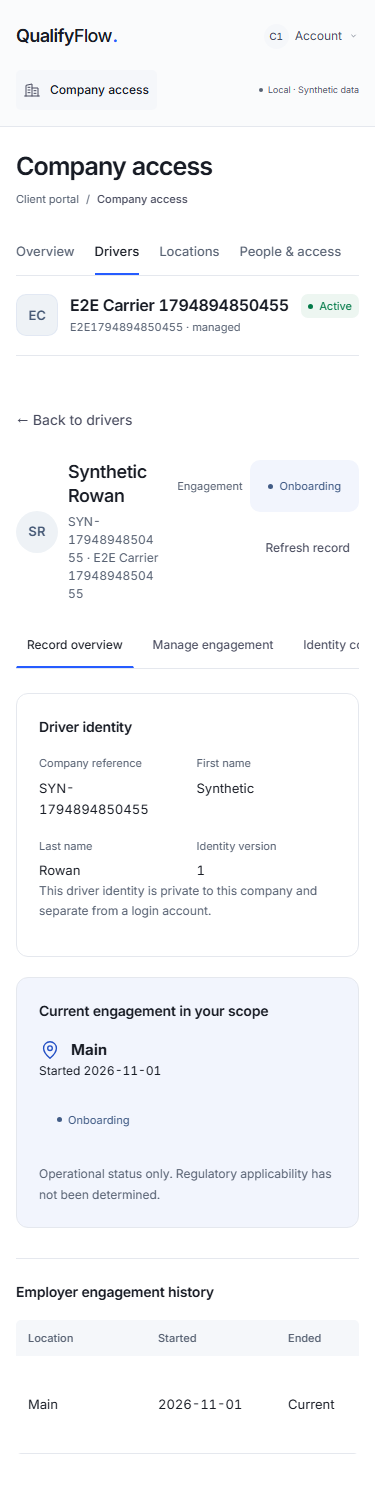 QualifyFlow.
C1 Account
Company access
Local · Synthetic data
Company access
Client portal / Company access
Overview Drivers Locations People & access
EC
E2E Carrier 1794894850455
E2E1794894850455 · managed
Active
← Back to drivers
SR
Synthetic
Rowan
SYN-
17948948504
55 · E2E Carrier
17948948504
55
Engagement
Onboarding
Refresh record
Record overview Manage engagement Identity co
Driver identity
Company reference First name
SYN- Synthetic
1794894850455
Last name Identity version
Rowan 1
This driver identity is private to this company and
separate from a login account.
Current engagement in your scope
Main
Started 2026-11-01
Onboarding
Operational status only. Regulatory applicability has
not been determined.
Employer engagement history
Location Started Ended
Main 2026-11-01 Current